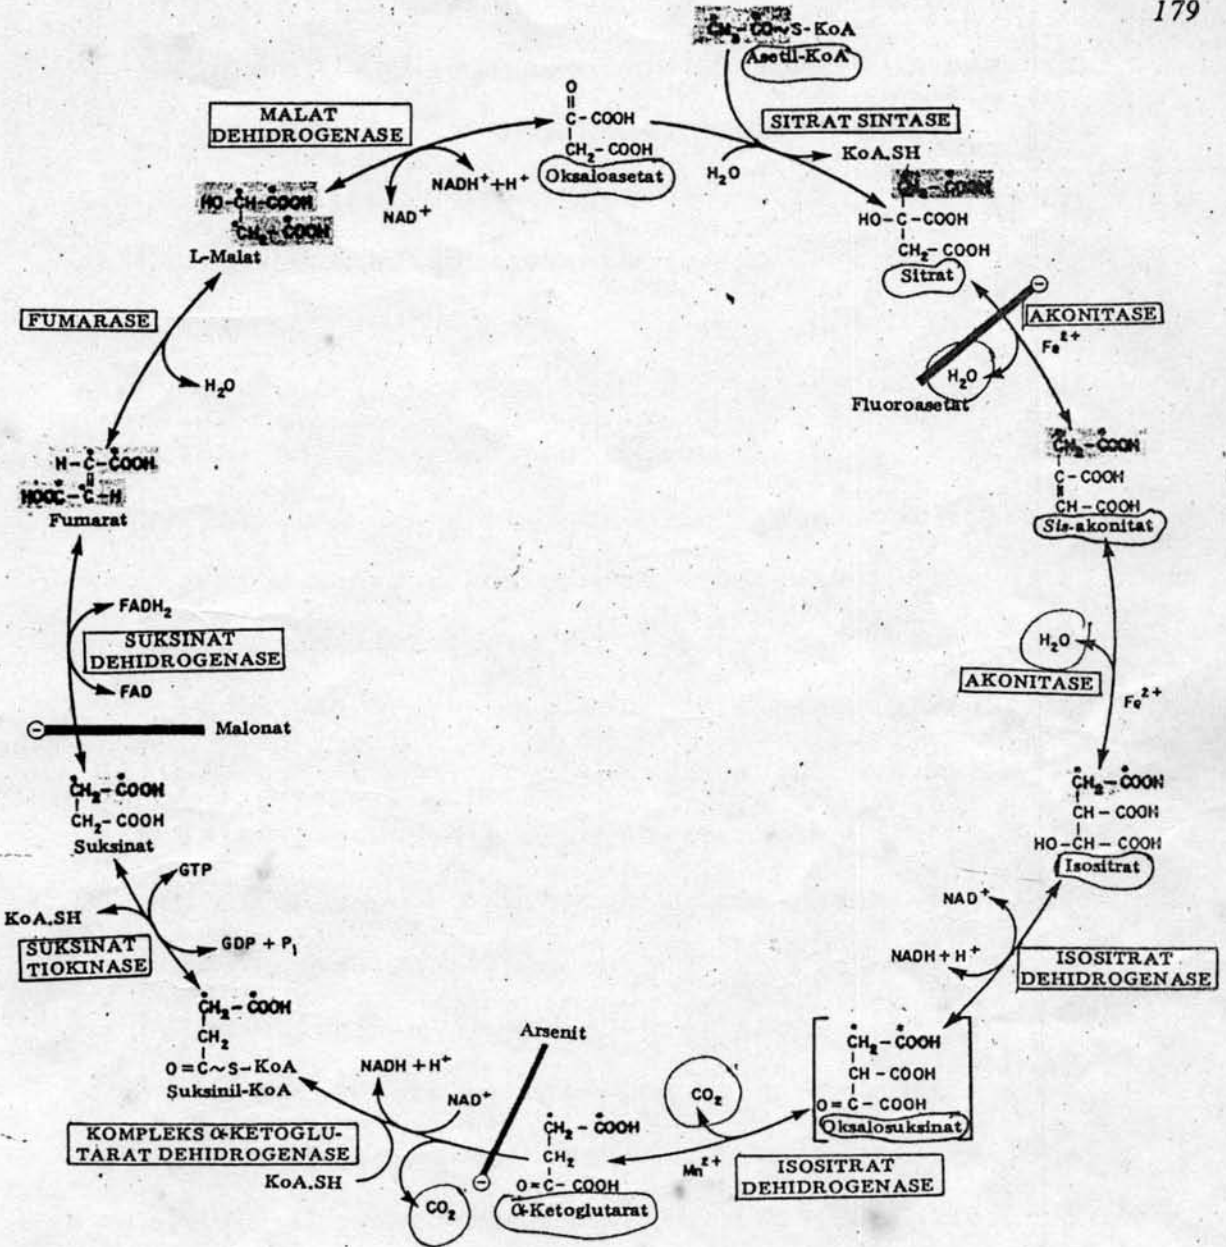 179
CH₃-CO~S-KoA
Asetil-KoA
MALAT
DEHIDROGENASE
O
C-COOH
CH₂-COOH
Oksaloasetat
SITRAT SINTASE
H₂O
KoA.SH
NADH⁺+H⁺
NAD⁺
HO-CH-COOH
CH₂-COOH
L-Malat
CH₂-COOH
HO-C-COOH
CH₂-COOH
Sitrat
FUMARASE
H₂O
AKONITASE
Fe²⁺
H₂O
Fluoroasetat
H-C-COOH
HOOC-C-H
Fumarat
CH₂-COOH
C-COOH
CH-COOH
Sis-akonitat
FADH₂
SUKSINAT
DEHIDROGENASE
FAD
Malonat
H₂O
AKONITASE
Fe²⁺
CH₂-COOH
CH₂-COOH
Suksinat
CH₂-COOH
CH-COOH
HO-CH-COOH
Isositrat
GTP
KoA.SH
SUKSINAT
TIOKINASE
GDP + Pi
NAD⁺
NADH + H⁺
ISOSITRAT
DEHIDROGENASE
CH₂-COOH
CH₂
O=C~S-KoA
Suksinil-KoA
Arsenit
NADH + H⁺
NAD⁺
CH₂-COOH
CH-COOH
O=C-COOH
Oksalosuksinat
CO₂
Mn²⁺
ISOSITRAT
DEHIDROGENASE
KOMPLEKS α-KETOGLU-
TARAT DEHIDROGENASE
KoA.SH
CO₂
CH₂-COOH
CH₂
O=C-COOH
α-Ketoglutarat